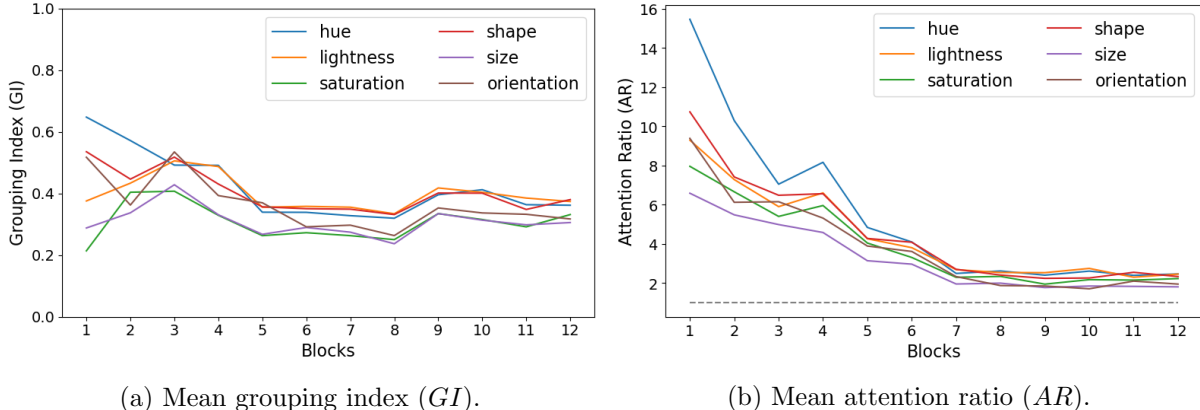 1.0
0.8
0.6
0.4
0.2
0.0
Grouping Index (GI)
hue
lightness
saturation
shape
size
orientation
1 2 3 4 5 6 7 8 9 10 11 12
Blocks
(a) Mean grouping index (GI).
16
14
12
10
8
6
4
2
Attention Ratio (AR)
hue
lightness
saturation
shape
size
orientation
1 2 3 4 5 6 7 8 9 10 11 12
Blocks
(b) Mean attention ratio (AR).